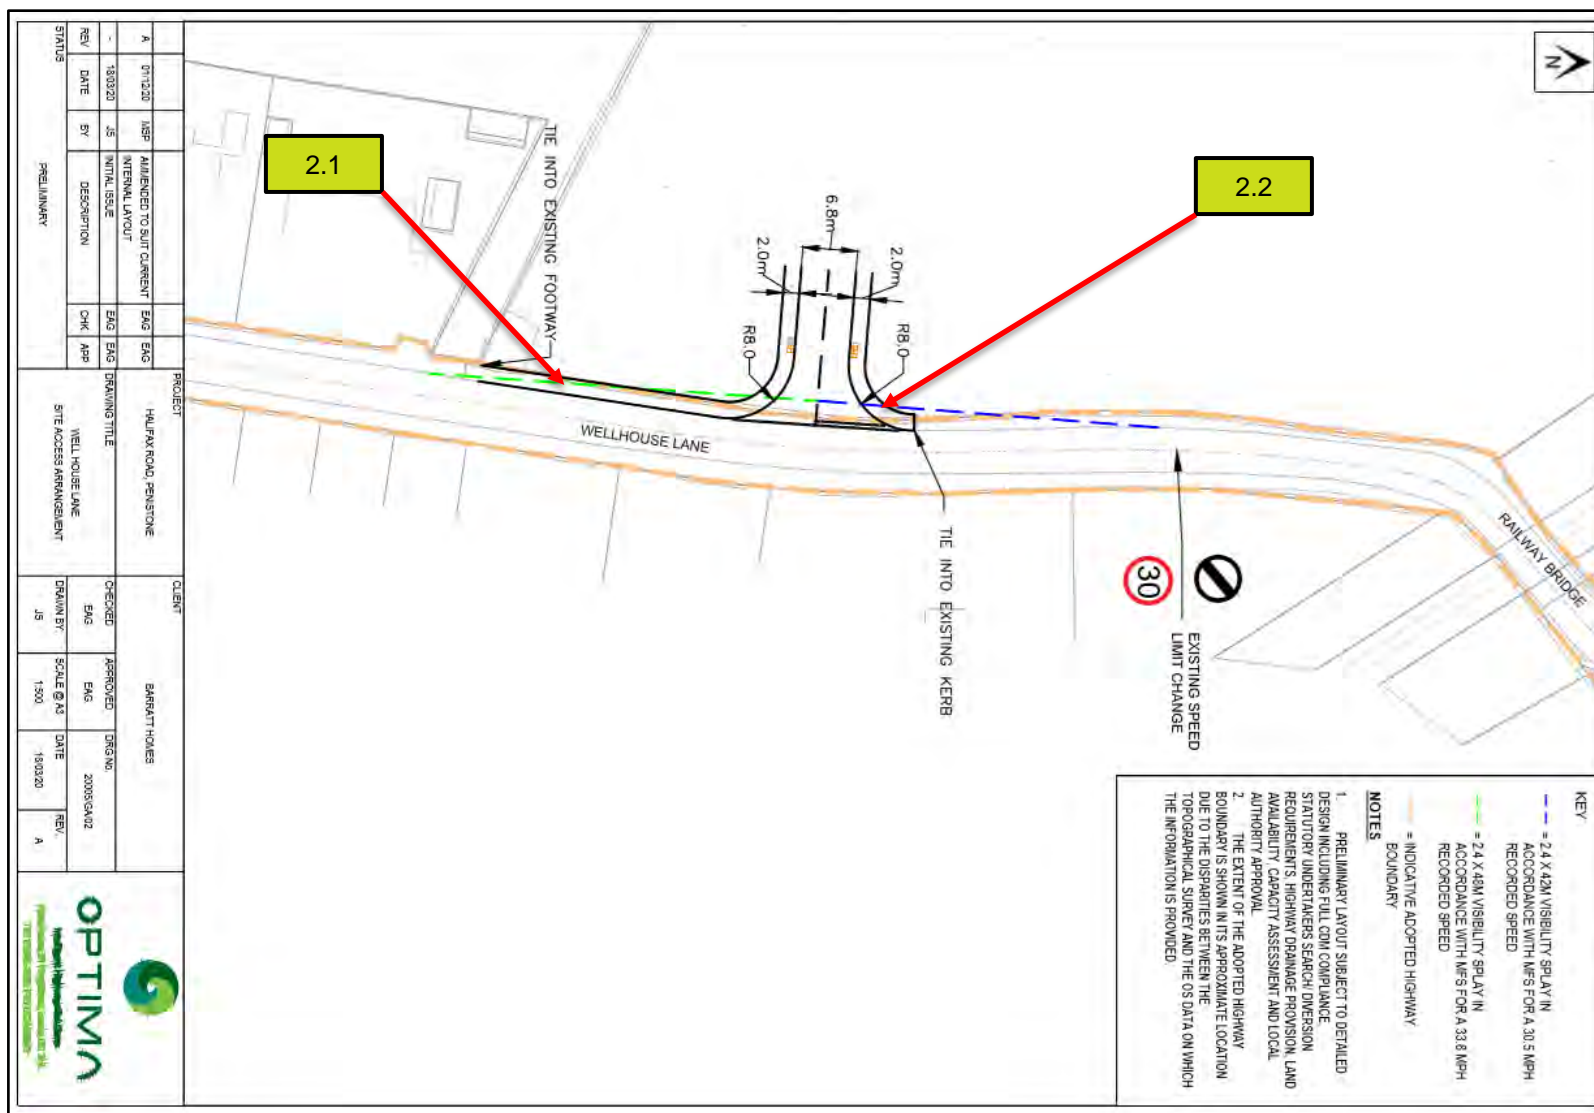 2.1
2.2
N
TIE INTO EXISTING FOOTWAY
6.8m
2.0m
2.0m
R8.0
R8.0
WELLHOUSE LANE
TIE INTO EXISTING KERB
30
EXISTING SPEED
LIMIT CHANGE
RAILWAY BRIDGE
KEY
= 2.4 X 42M VISIBILITY SPLAY IN
ACCORDANCE WITH MFS FOR A 30.5 MPH
RECORDED SPEED
= 2.4 X 48M VISIBILITY SPLAY IN
ACCORDANCE WITH MFS FOR A 33.6 MPH
RECORDED SPEED
= INDICATIVE ADOPTED HIGHWAY
BOUNDARY
NOTES
1. PRELIMINARY LAYOUT SUBJECT TO DETAILED
DESIGN INCLUDING FULL CDM COMPLIANCE,
STATUTORY UNDERTAKERS SEARCH/ DIVERSION
REQUIREMENTS, HIGHWAY DRAINAGE PROVISION, LAND
AVAILABILITY, CAPACITY ASSESSMENT AND LOCAL
AUTHORITY APPROVAL
2. THE EXTENT OF THE ADOPTED HIGHWAY
BOUNDARY IS SHOWN IN ITS APPROXIMATE LOCATION
DUE TO THE DISPARITIES BETWEEN THE
TOPOGRAPHICAL SURVEY AND THE OS DATA ON WHICH
THE INFORMATION IS PROVIDED.
A 01/12/20 MSP AMMENDED TO SUIT CURRENT INTERNAL LAYOUT EAG EAG
- 18/03/20 JS INITIAL ISSUE EAG EAG
REV DATE BY DESCRIPTION CHK APP
STATUS
PRELIMINARY
PROJECT
HALIFAX ROAD, PENISTONE
DRAWING TITLE
WELL HOUSE LANE
SITE ACCESS ARRANGEMENT
CLIENT
BARRATT HOMES
CHECKED
EAG
APPROVED
EAG
DRG No.
20005/GA/02
DRAWN BY:
JS
SCALE @ A3
1:500
DATE
18/03/20
REV.
A
OPTIMA